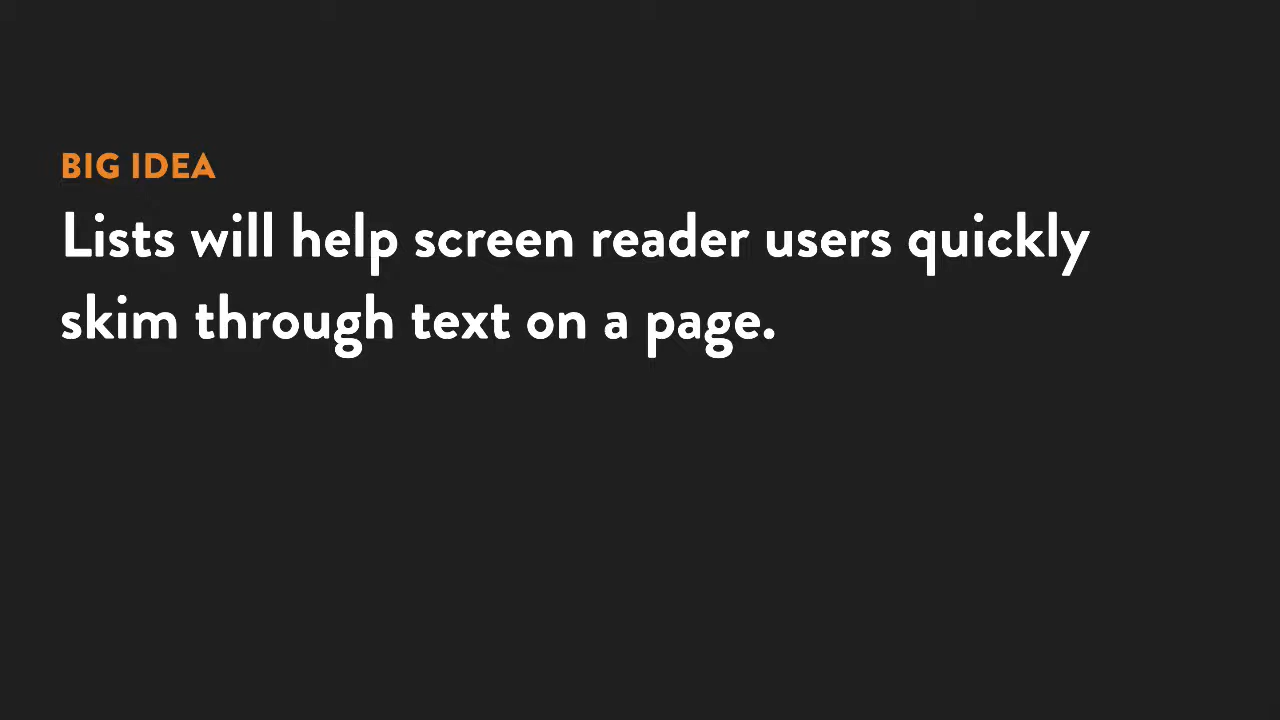 BIG IDEA
Lists will help screen reader users quickly
skim through text on a page.